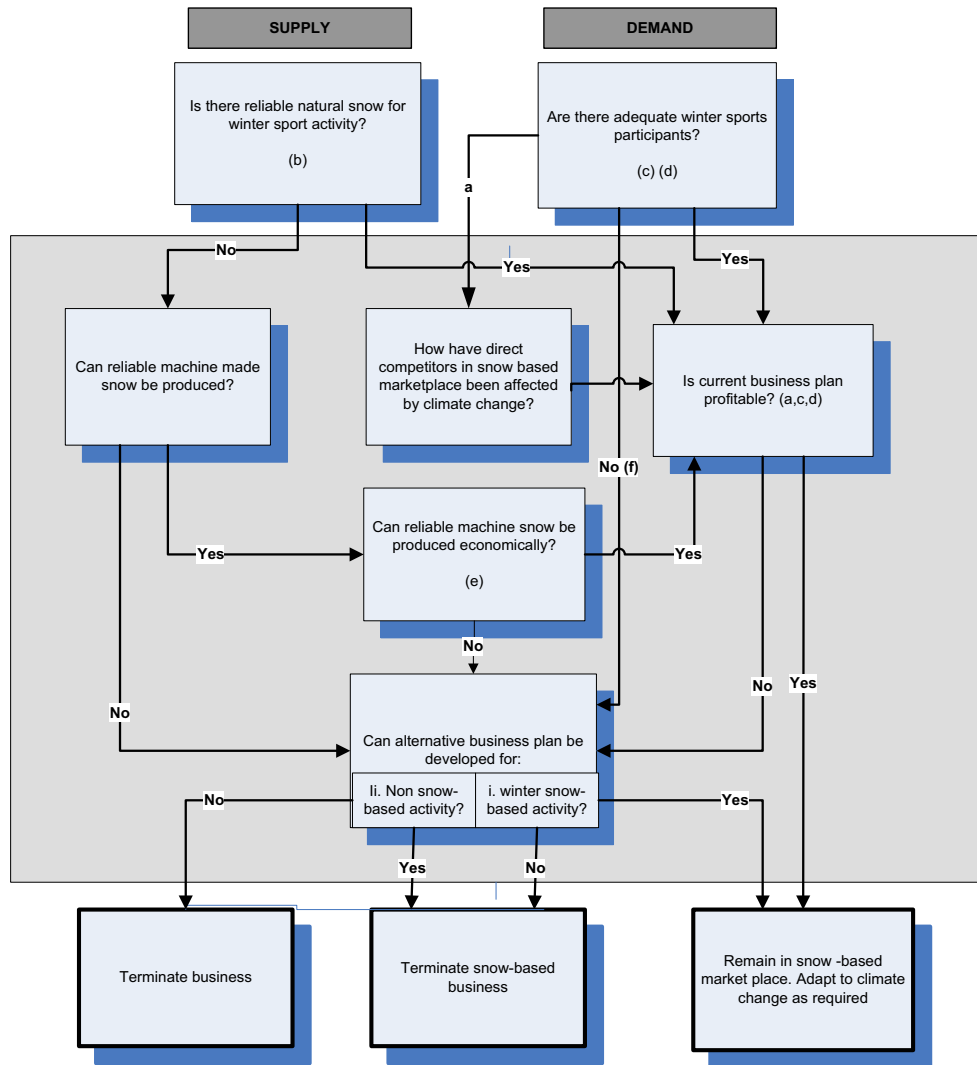 SUPPLY
DEMAND
Is there reliable natural snow for
winter sport activity?
(b)
Are there adequate winter sports
participants?
(c) (d)
a
No
Yes
Yes
Can reliable machine made
snow be produced?
How have direct
competitors in snow based
marketplace been affected
by climate change?
Is current business plan
profitable? (a,c,d)
No (f)
Can reliable machine snow be
produced economically?
(e)
Yes
Yes
No
No
No
Yes
Can alternative business plan be
developed for:
Ii. Non snow-
based activity?
i. winter snow-
based activity?
No
Yes
Yes
No
Terminate business
Terminate snow-based
business
Remain in snow -based
market place. Adapt to climate
change as required